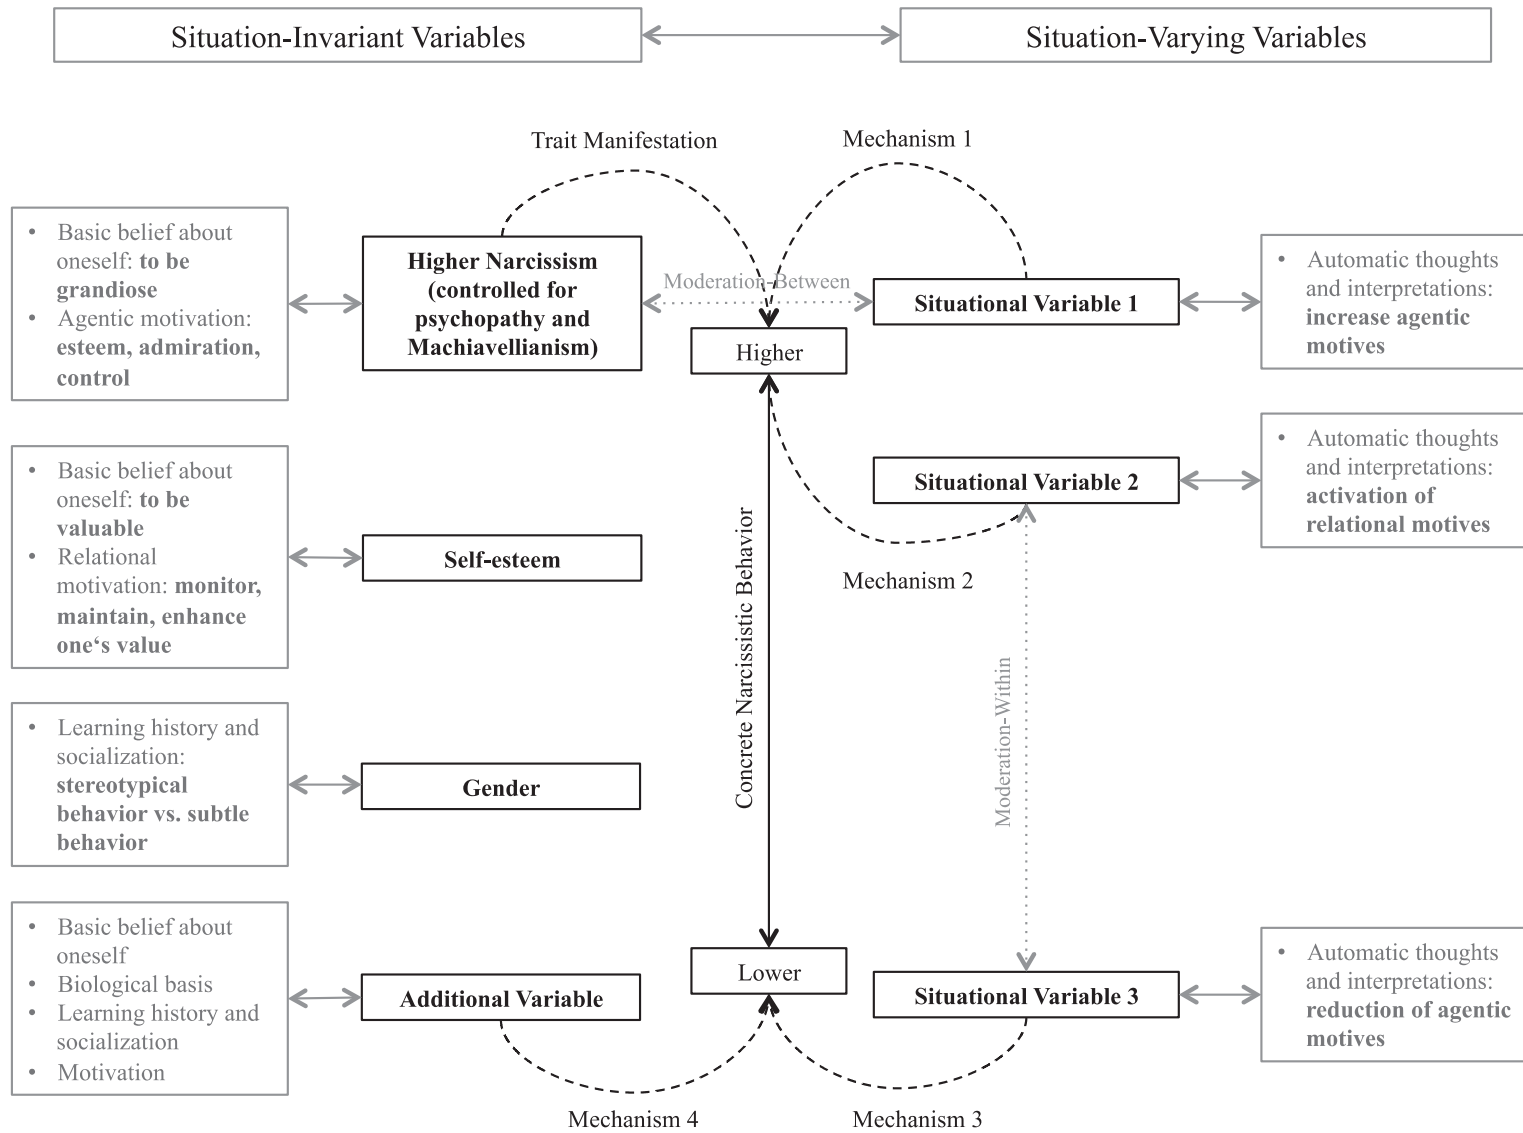 Situation-Invariant Variables
Situation-Varying Variables
Trait Manifestation
Mechanism 1
• Basic belief about
oneself: to be
grandiose
• Agentic motivation:
esteem, admiration,
control
Higher Narcissism
(controlled for
psychopathy and
Machiavellianism)
Moderation-Between
Situational Variable 1
• Automatic thoughts
and interpretations:
increase agentic
motives
Higher
• Basic belief about
oneself: to be
valuable
• Relational
motivation: monitor,
maintain, enhance
one‘s value
Self-esteem
Situational Variable 2
• Automatic thoughts
and interpretations:
activation of
relational motives
Mechanism 2
Concrete Narcissistic Behavior
Moderation-Within
• Learning history and
socialization:
stereotypical
behavior vs. subtle
behavior
Gender
• Basic belief about
oneself
• Biological basis
• Learning history and
socialization
• Motivation
Additional Variable
Lower
Situational Variable 3
• Automatic thoughts
and interpretations:
reduction of agentic
motives
Mechanism 4
Mechanism 3